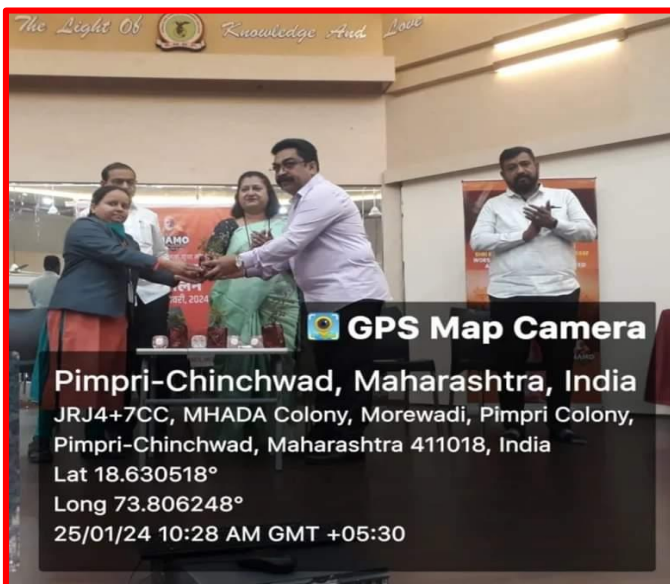 The Light Of Knowledge And Love
NAMO
2024
GPS Map Camera
Pimpri-Chinchwad, Maharashtra, India
JRJ4+7CC, MHADA Colony, Morewadi, Pimpri Colony,
Pimpri-Chinchwad, Maharashtra 411018, India
Lat 18.630518°
Long 73.806248°
25/01/24 10:28 AM GMT +05:30